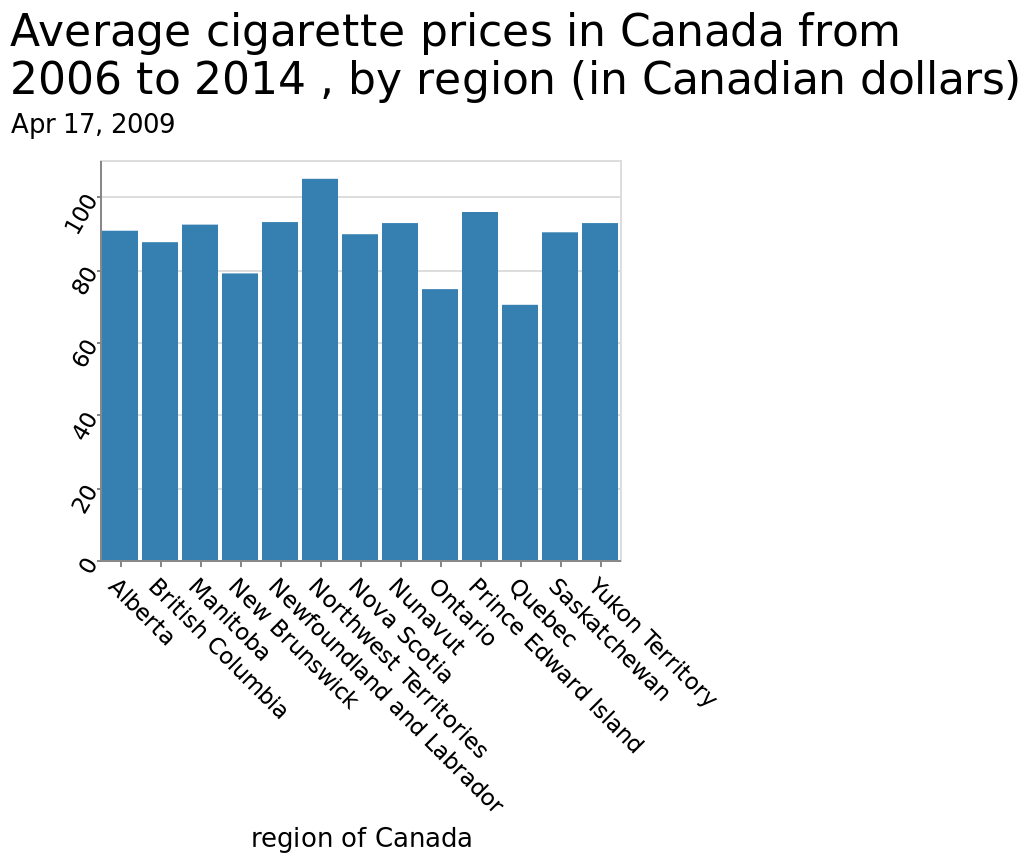 Average cigarette prices in Canada from
2006 to 2014 , by region (in Canadian dollars)
Apr 17, 2009
100
80
60
40
20
0
Alberta
British Columbia
Manitoba
New Brunswick
Newfoundland and Labrador
Northwest Territories
Nova Scotia
Nunavut
Ontario
Prince Edward Island
Quebec
Saskatchewan
Yukon Territory
region of Canada